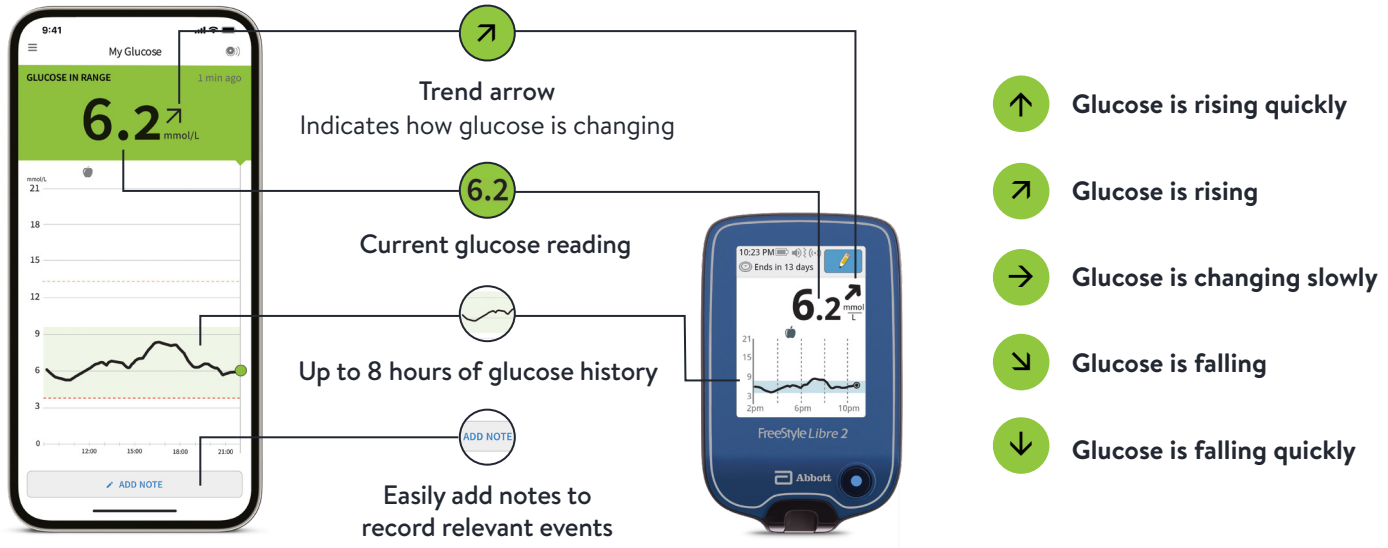 9:41
My Glucose
GLUCOSE IN RANGE
1 min ago
6.2
mmol/L
mmol/L
21
18
15
12
9
6
3
0
12:00
15:00
18:00
21:00
ADD NOTE
Trend arrow
Indicates how glucose is changing
6.2
Current glucose reading
Up to 8 hours of glucose history
ADD NOTE
Easily add notes to
record relevant events
10:23 PM
Ends in 13 days
6.2
mmol
L
21
15
9
3
2pm
6pm
10pm
FreeStyle Libre 2
Abbott
Glucose is rising quickly
Glucose is rising
Glucose is changing slowly
Glucose is falling
Glucose is falling quickly